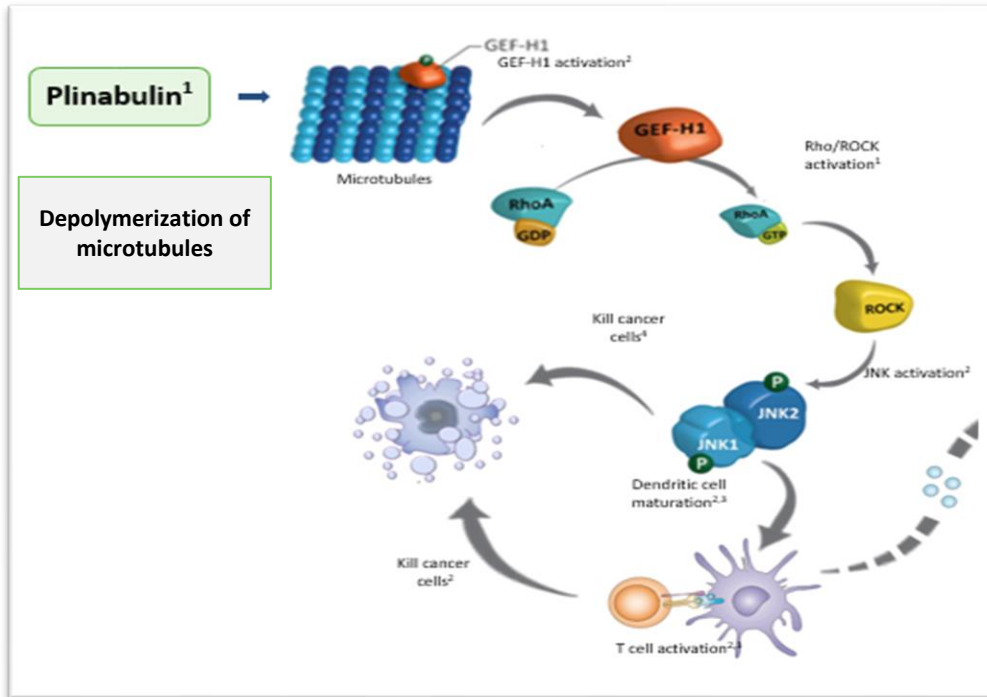 GEF-H1
P
GEF-H1 activation²
Plinabulin¹
GEF-H1
Rho/ROCK
activation¹
Microtubules
Depolymerization of
microtubules
RhoA
GDP
RhoA
GTP
ROCK
Kill cancer
cells⁴
JNK activation²
P
JNK2
JNK1
P
Dendritic cell
maturation²,³
Kill cancer
cells²
T cell activation²,